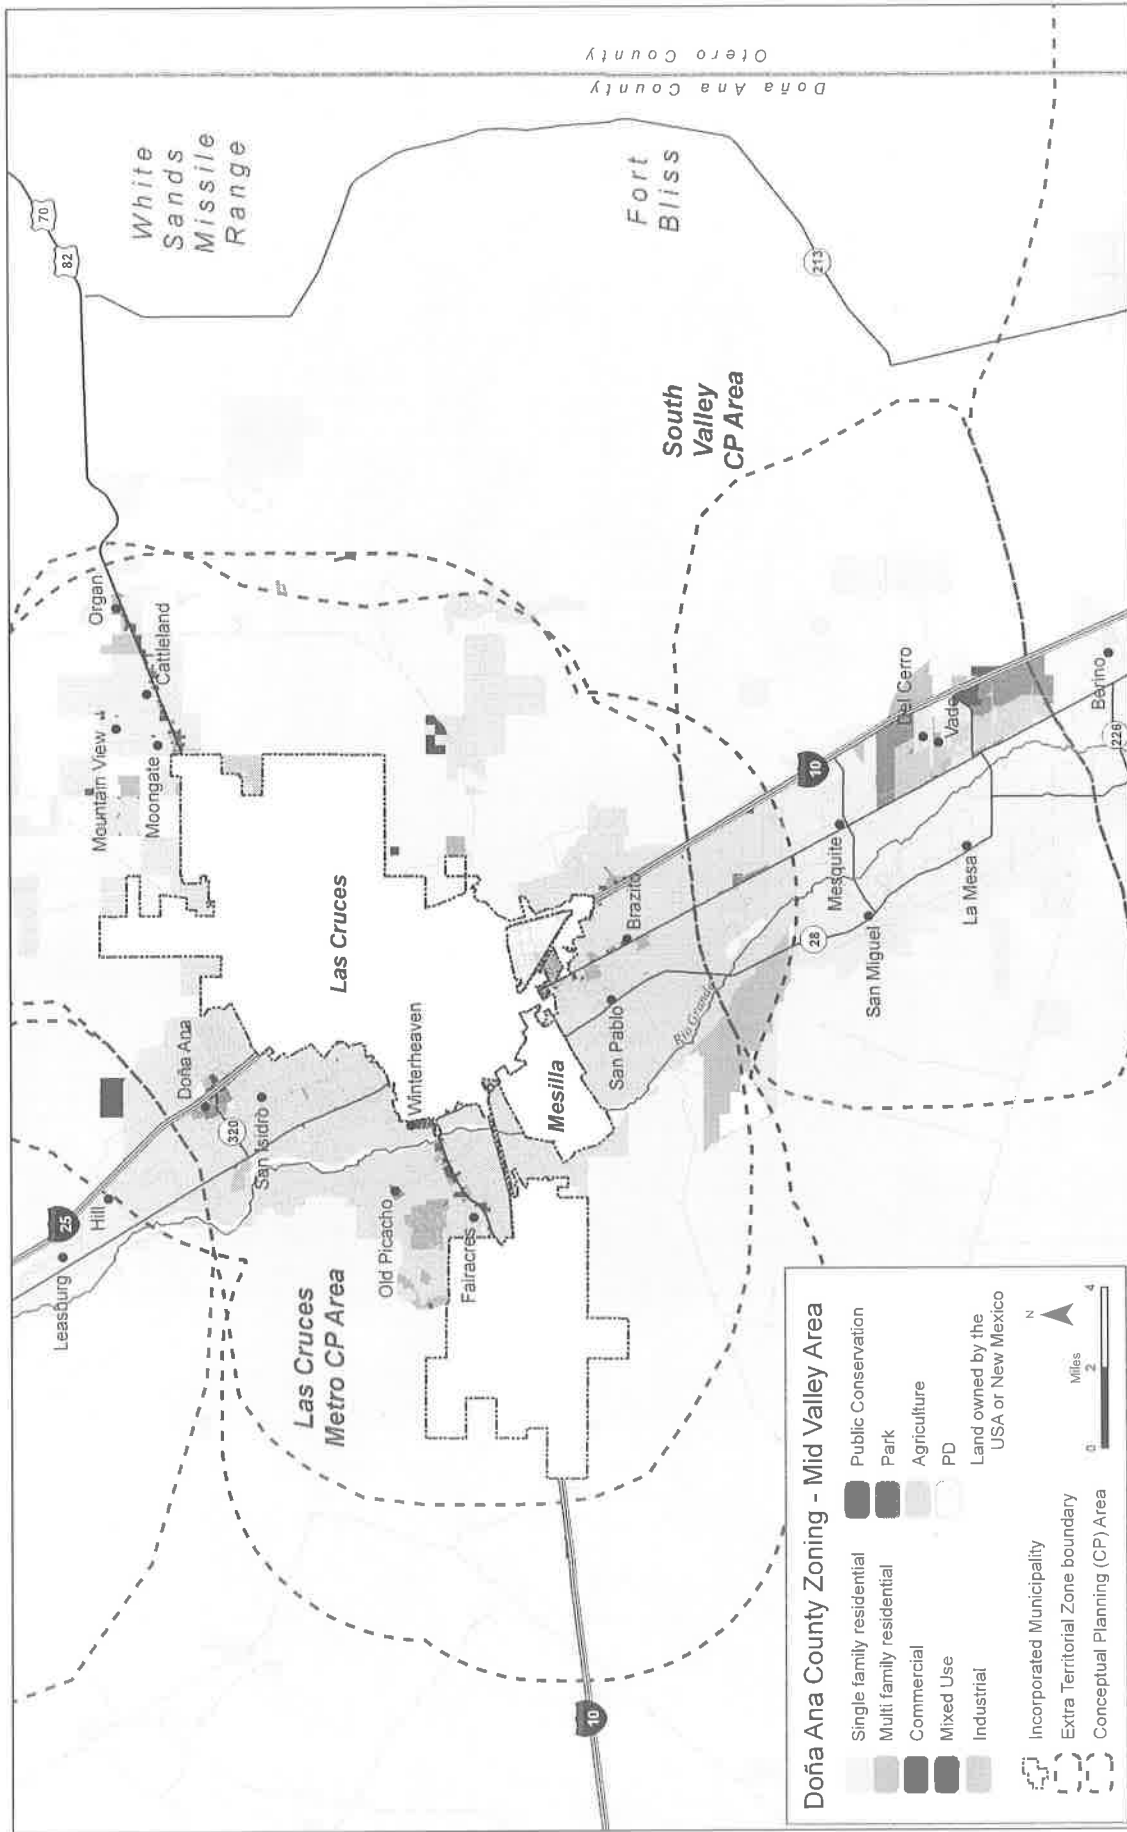 Otero County
Doña Ana County
White
Sands
Missile
Range
70
82
Fort
Bliss
213
South
Valley
CP Area
Organ
Cattleland
Mountain View
Moongate
Las Cruces
Doña Ana
320
San Isidro
25
Hill
Leasburg
Winterheaven
Old Picacho
Fairacres
Las Cruces
Metro CP Area
Mesilla
San Pablo
Brazito
Rio Grande
10
Del Cerro
Vado
Berino
226
Mesquite
La Mesa
San Miguel
28
10
Doña Ana County Zoning - Mid Valley Area
Single family residential
Multi family residential
Commercial
Mixed Use
Industrial
Public Conservation
Park
Agriculture
PD
Land owned by the
USA or New Mexico
Incorporated Municipality
Extra Territorial Zone boundary
Conceptual Planning (CP) Area
N
Miles
0 2 4